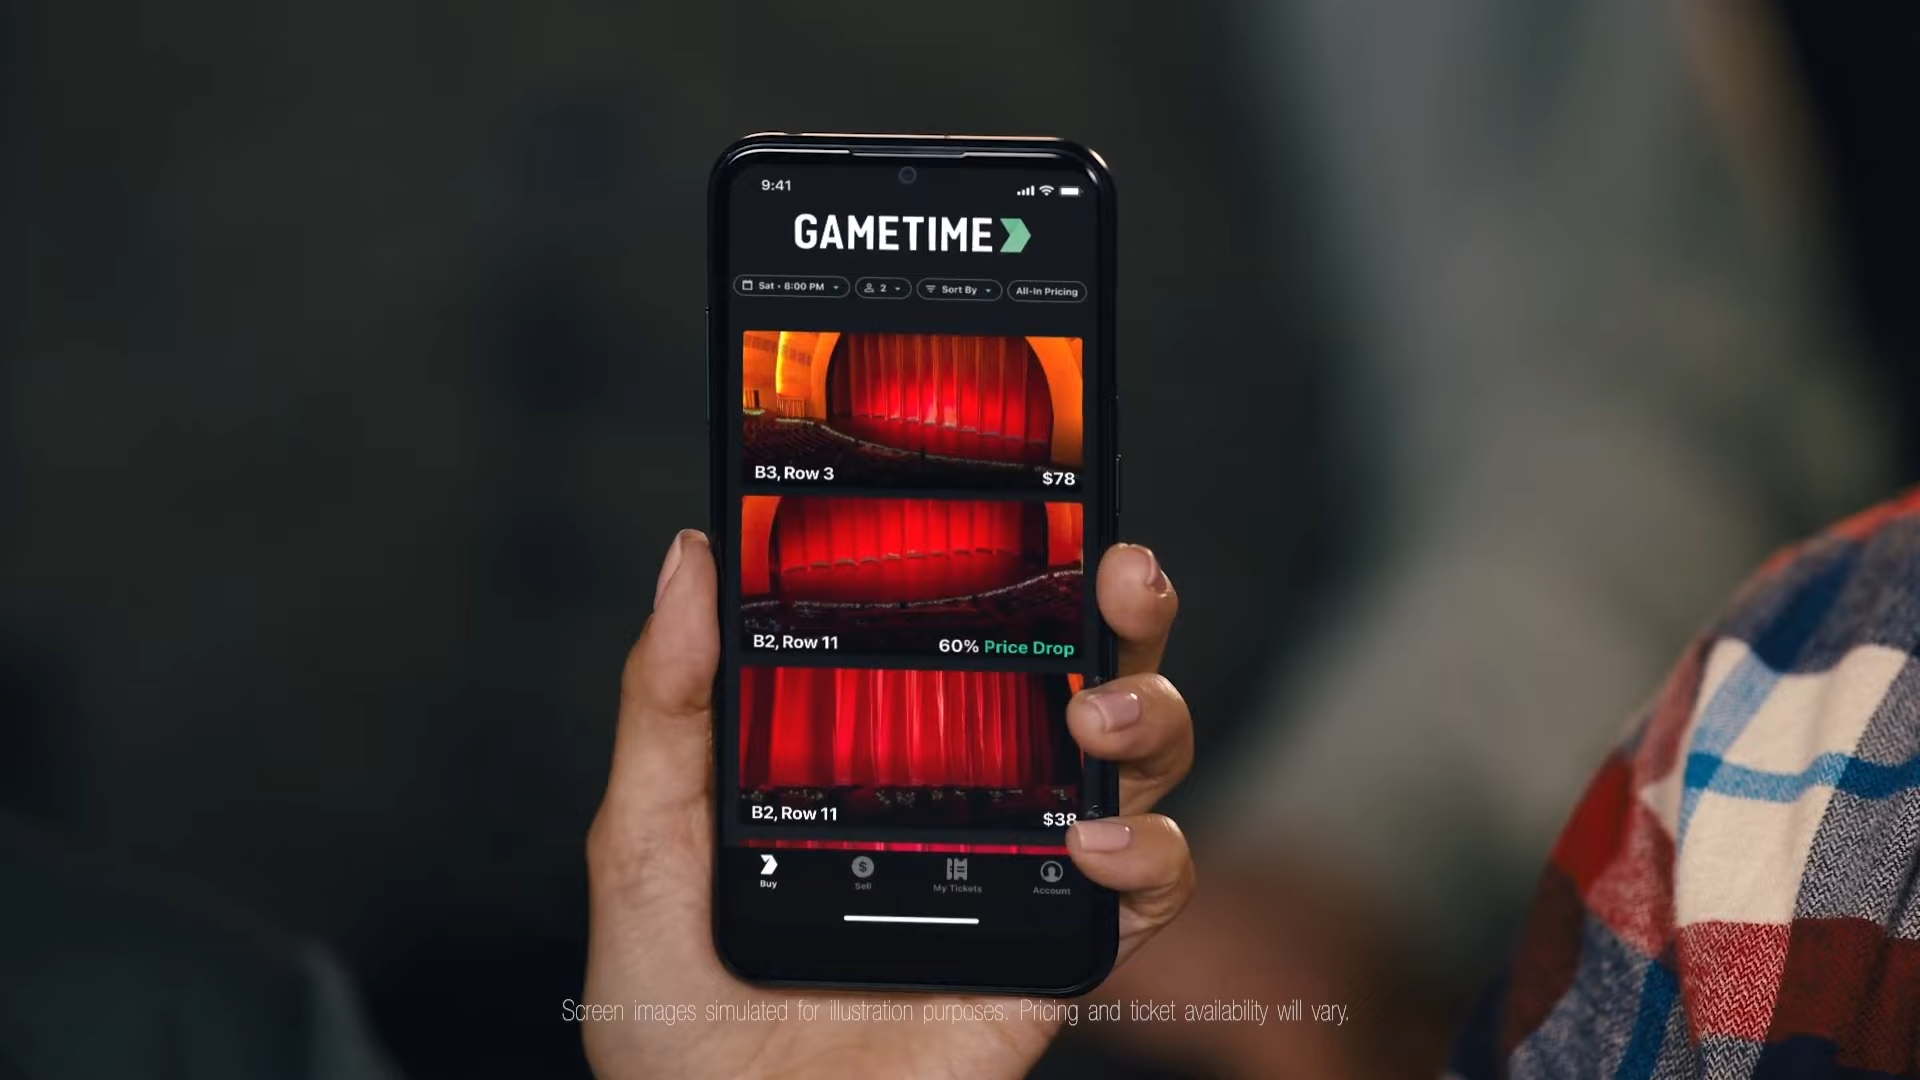 9:41
GAMETIME
Sat • 8:00 PM
2
Sort By
All-In Pricing
B3, Row 3
$78
B2, Row 11
60% Price Drop
B2, Row 11
$38
$
Buy
Sell
My Tickets
Account
Screen images simulated for illustration purposes. Pricing and ticket availability will vary.